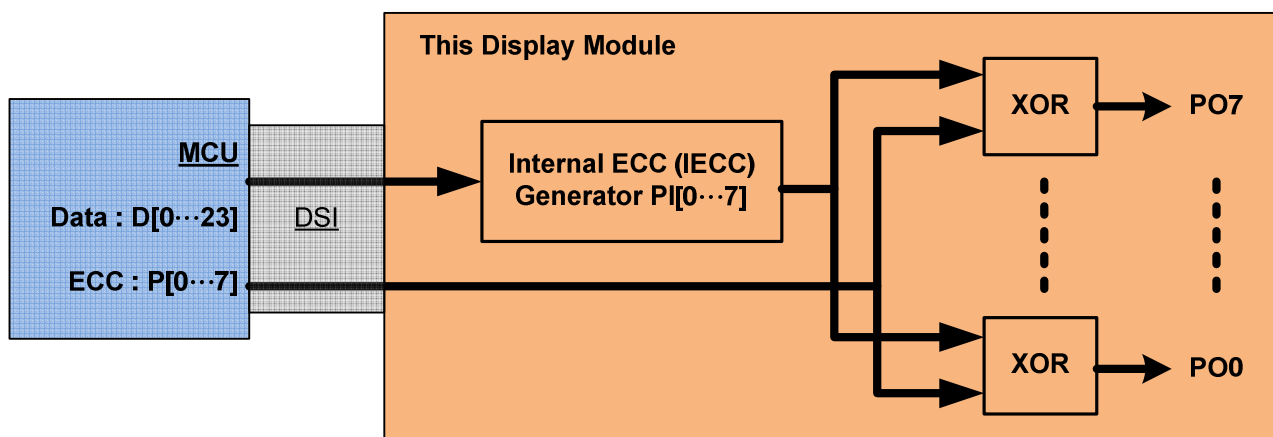 This Display Module
MCU
Data : D[0···23]
ECC : P[0···7]
DSI
Internal ECC (IECC)
Generator PI[0···7]
XOR
PO7
XOR
PO0